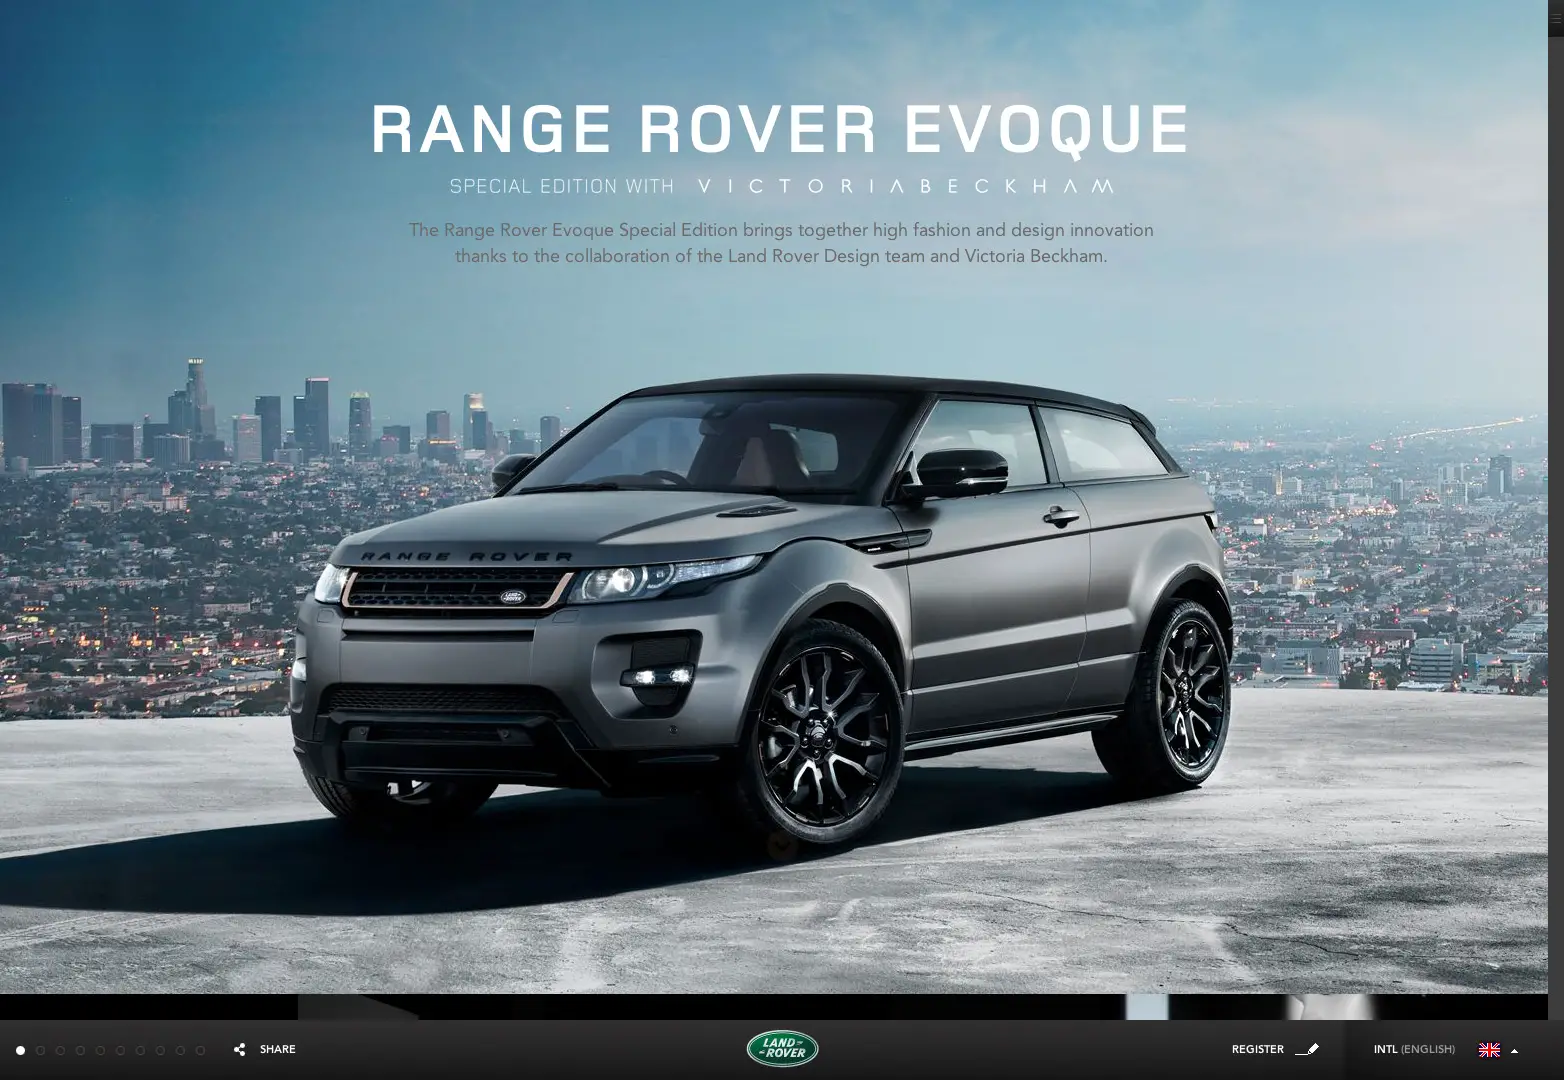 RANGE ROVER EVOQUE
SPECIAL EDITION WITH VICTORIABECKHAM
The Range Rover Evoque Special Edition brings together high fashion and design innovation
thanks to the collaboration of the Land Rover Design team and Victoria Beckham.
RANGE ROVER
LAND ROVER
SHARE
LAND ROVER
REGISTER
INTL (ENGLISH)